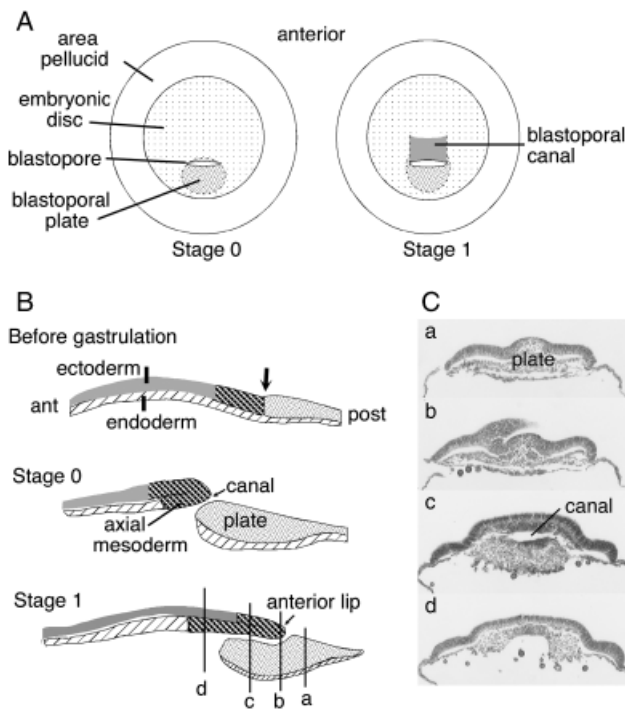 A
anterior
area
pellucid
embryonic
disc
blastopore
blastoporal
plate
blastoporal
canal
Stage 0
Stage 1
B
Before gastrulation
ectoderm
ant
endoderm
post
Stage 0
canal
axial
mesoderm
plate
Stage 1
anterior lip
d
c
b
a
C
a
plate
b
c
canal
d